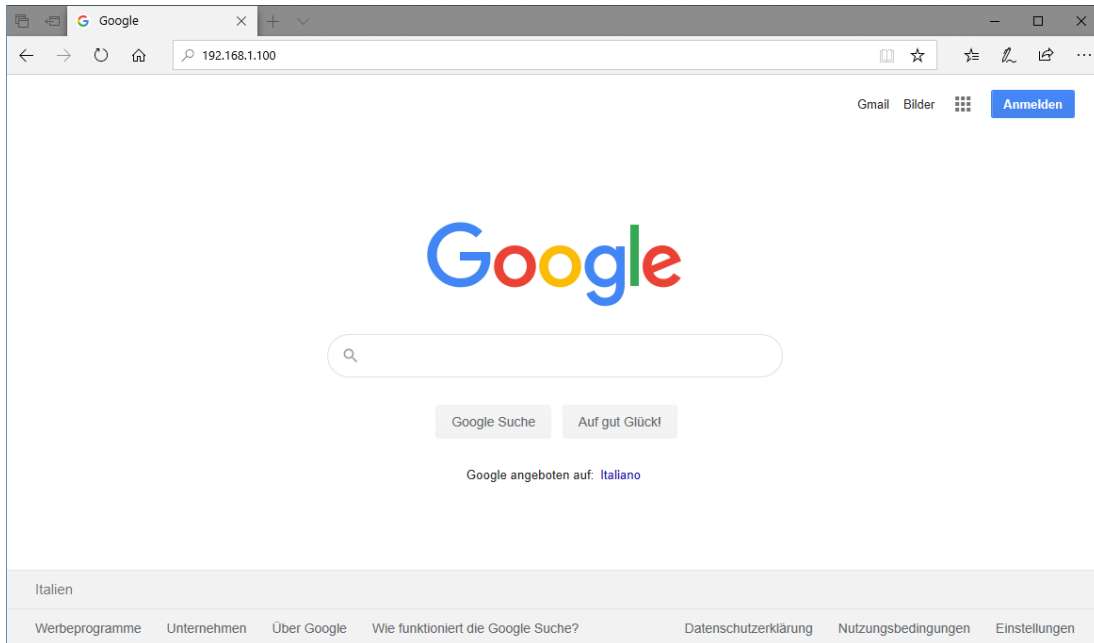 Google
192.168.1.100
Gmail Bilder Anmelden
Google
Google Suche Auf gut Glück!
Google angeboten auf: Italiano
Italien
Werbeprogramme Unternehmen Über Google Wie funktioniert die Google Suche? Datenschutzerklärung Nutzungsbedingungen Einstellungen